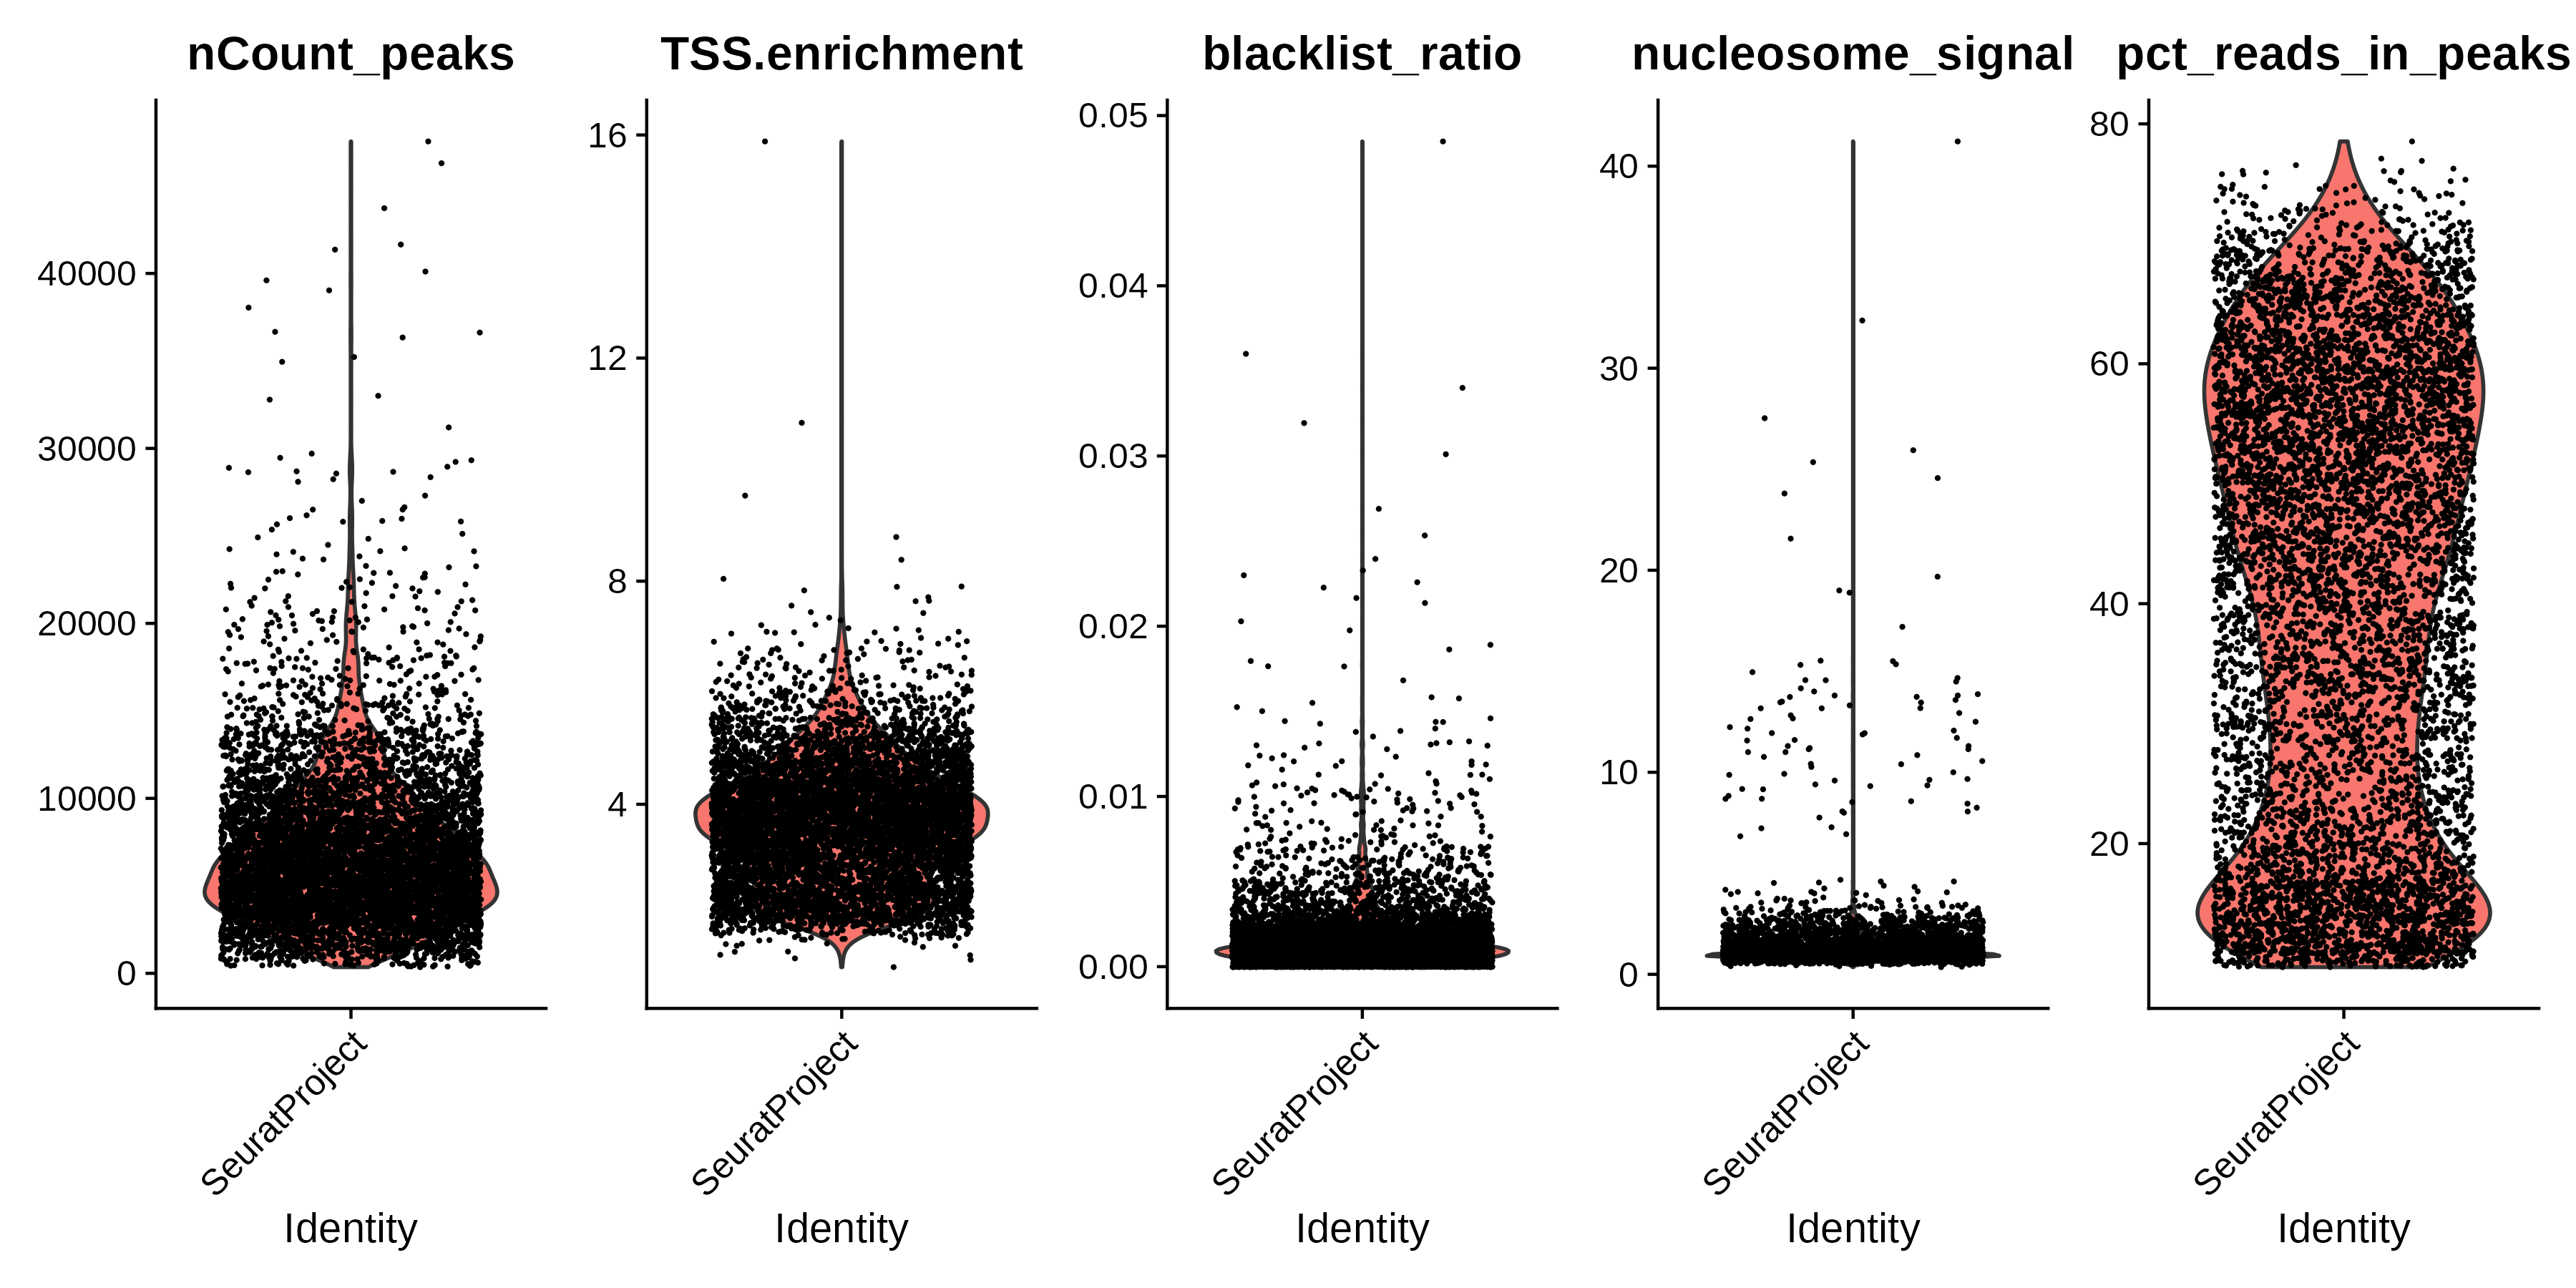 nCount_peaks
40000
30000
20000
10000
0
SeuratProject
Identity
TSS.enrichment
16
12
8
4
SeuratProject
Identity
blacklist_ratio
0.05
0.04
0.03
0.02
0.01
0.00
SeuratProject
Identity
nucleosome_signal
40
30
20
10
0
SeuratProject
Identity
pct_reads_in_peaks
80
60
40
20
SeuratProject
Identity